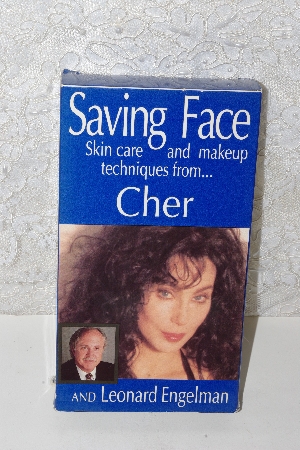 Saving Face
Skin care and makeup
techniques from...
Cher
AND Leonard Engelman